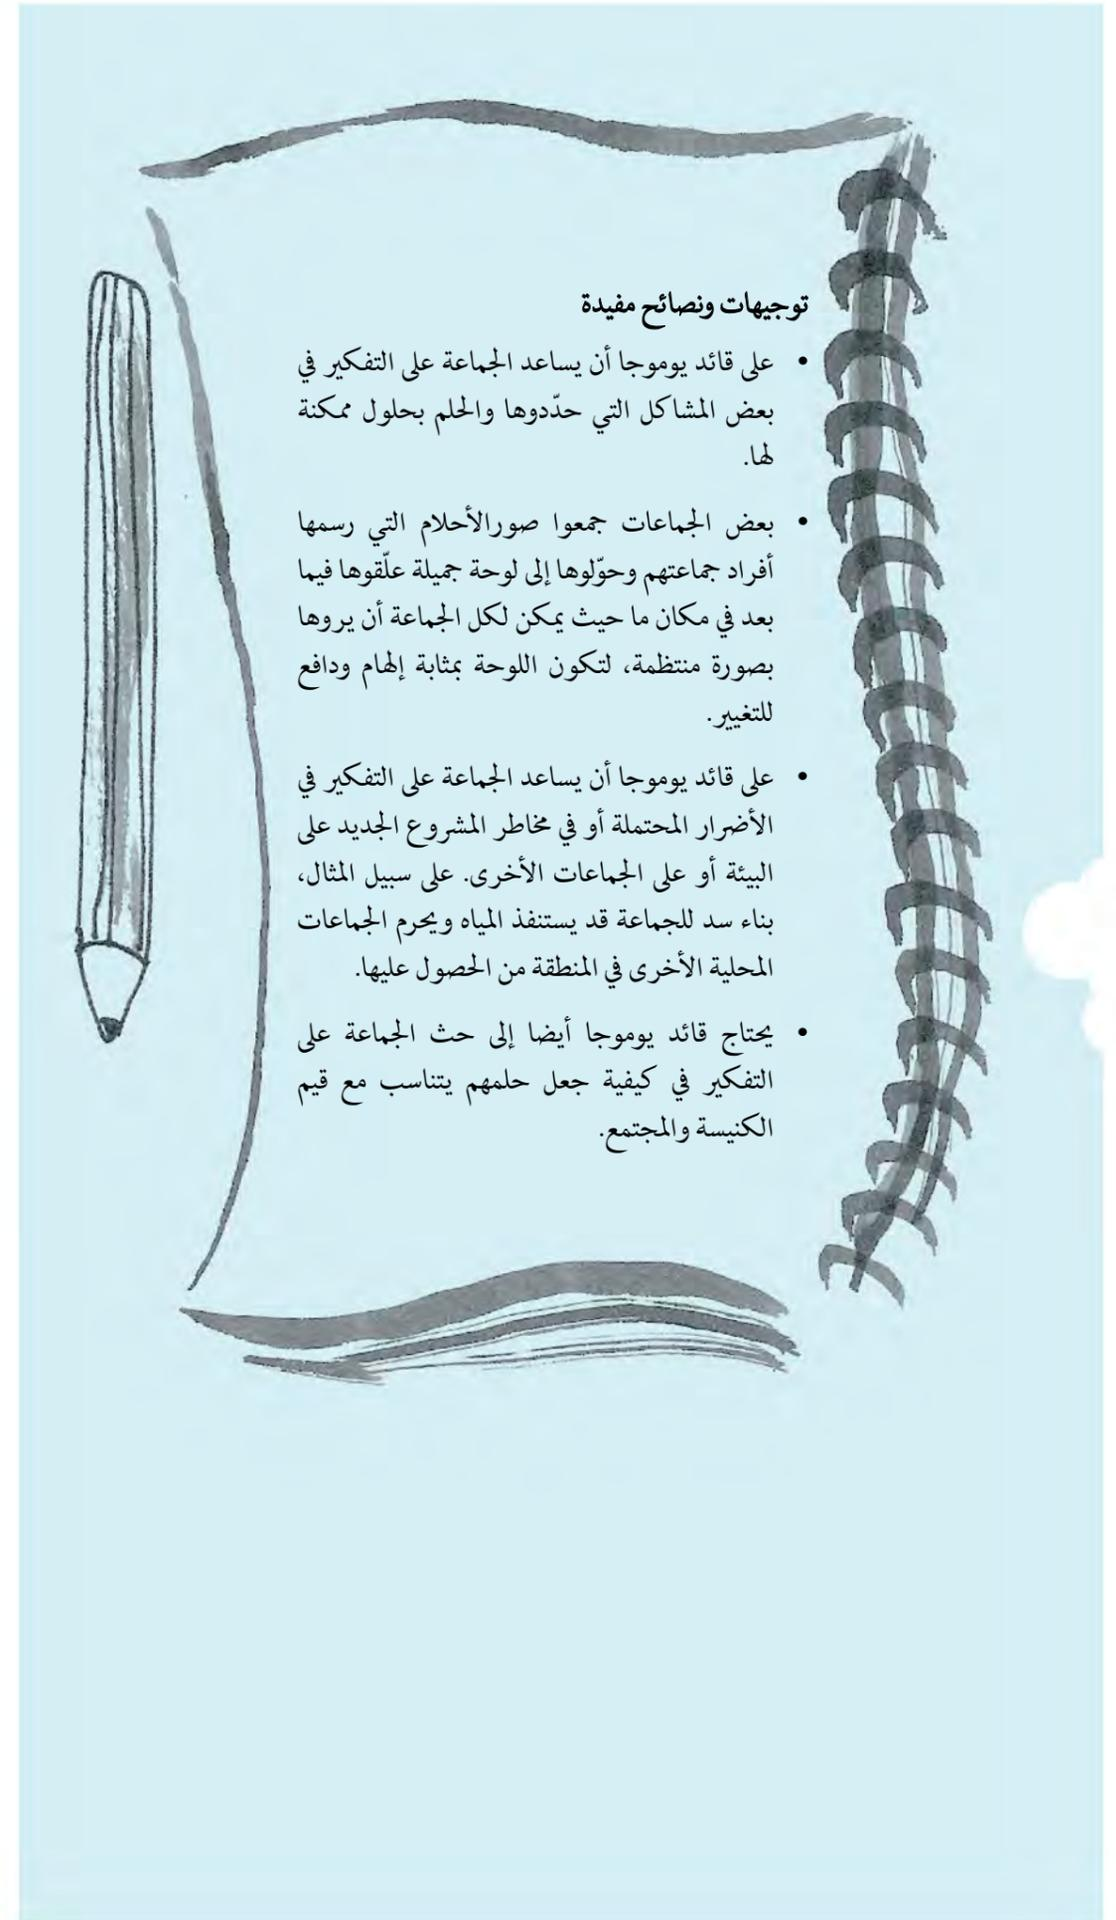 توجيهات ونصائح مفيدة
• على قائد يوموجا أن يساعد الجماعة على التفكير في
بعض المشاكل التي حدّدوها والحلم بحلول ممكنة
لها.
• بعض الجماعات جمعوا صورالأحلام التي رسمها
أفراد جماعتهم وحوّلوها إلى لوحة جميلة علّقوها فيما
بعد في مكان ما حيث يمكن لكل الجماعة أن يروها
بصورة منتظمة، لتكون اللوحة بمثابة إلهام ودافع
للتغيير.
• على قائد يوموجا أن يساعد الجماعة على التفكير في
الأضرار المحتملة أو في مخاطر المشروع الجديد على
البيئة أو على الجماعات الأخرى. على سبيل المثال،
بناء سد للجماعة قد يستنفذ المياه ويحرم الجماعات
المحلية الأخرى في المنطقة من الحصول عليها.
• يحتاج قائد يوموجا أيضا إلى حث الجماعة على
التفكير في كيفية جعل حلمهم يتناسب مع قيم
الكنيسة والمجتمع.